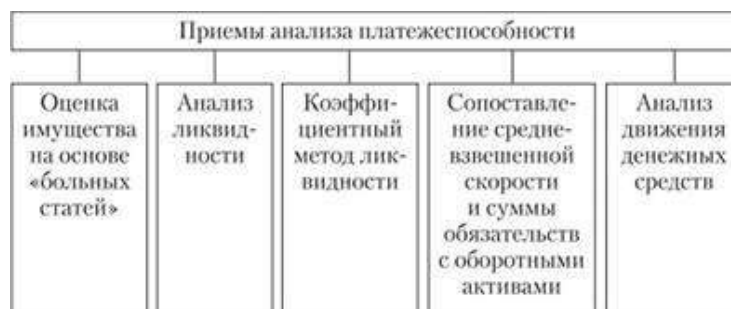 Приемы анализа платежеспособности
Оценка
имущества
на основе
«больных
статей»
Анализ
ликвид-
ности
Коэффи-
циентный
метод лик-
видности
Сопоставле-
ние средне-
взвешенной
скорости
и суммы
обязательств
с оборотными
активами
Анализ
движения
денежных
средств